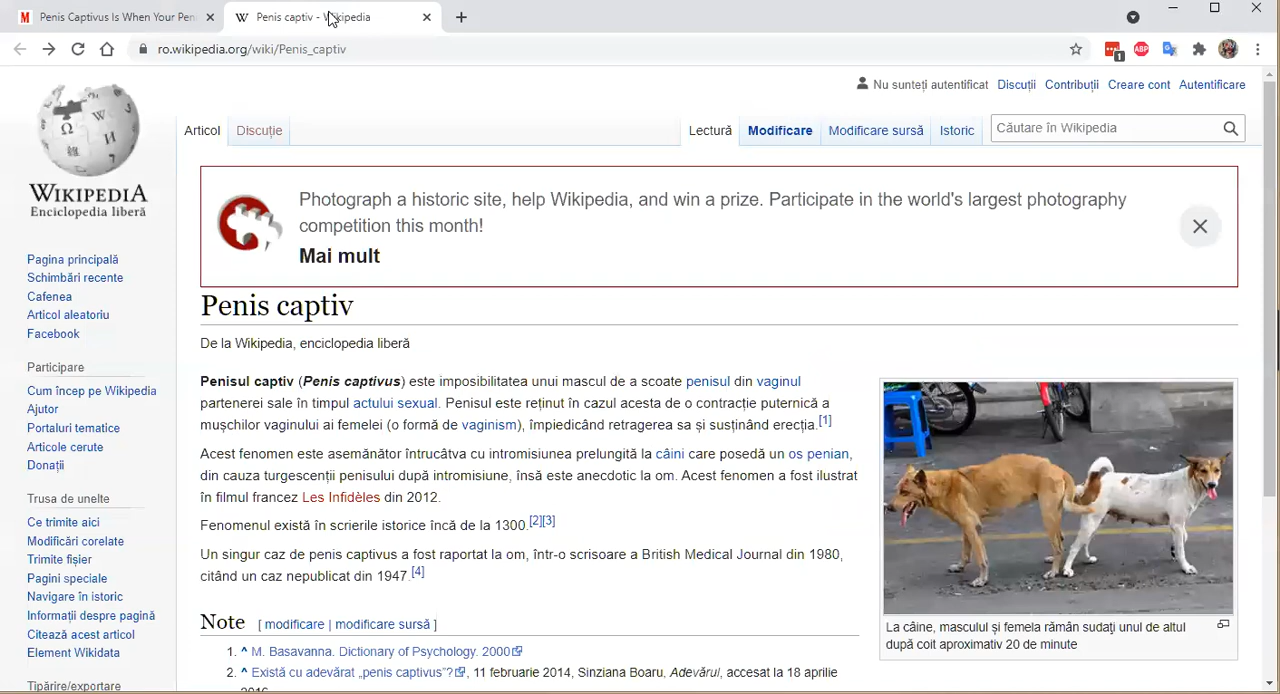 Penis Captivus Is When Your Pen
Penis captiv - Wikipedia
ro.wikipedia.org/wiki/Penis_captiv
ABP
1
Nu sunteți autentificat Discuții Contribuții Creare cont Autentificare
WIKIPEDIA
Enciclopedia liberă
Articol Discuție Lectură Modificare Modificare sursă Istoric Căutare în Wikipedia
Photograph a historic site, help Wikipedia, and win a prize. Participate in the world's largest photography
competition this month!
Mai mult
Pagina principală
Schimbări recente
Cafenea
Articol aleatoriu
Facebook
Participare
Cum încep pe Wikipedia
Ajutor
Portaluri tematice
Articole cerute
Donații
Trusa de unelte
Ce trimite aici
Modificări corelate
Trimite fișier
Pagini speciale
Navigare în istoric
Informații despre pagină
Citează acest articol
Element Wikidata
Tipărire/exportare
Penis captiv
De la Wikipedia, enciclopedia liberă
Penisul captiv (Penis captivus) este imposibilitatea unui mascul de a scoate penisul din vaginul
partenerei sale în timpul actului sexual. Penisul este reținut în cazul acesta de o contracție puternică a
mușchilor vaginului ai femelei (o formă de vaginism), împiedicând retragerea sa și susținând erecția.[1]
Acest fenomen este asemănător întrucâtva cu intromisiunea prelungită la câini care posedă un os penian,
din cauza turgescenții penisului după intromisiune, însă este anecdotic la om. Acest fenomen a fost ilustrat
în filmul francez Les Infidèles din 2012.
Fenomenul există în scrierile istorice încă de la 1300.[2][3]
Un singur caz de penis captivus a fost raportat la om, într-o scrisoare a British Medical Journal din 1980,
citând un caz nepublicat din 1947.[4]
La câine, masculul și femela rămân sudați unul de altul
după coit aproximativ 20 de minute
Note [ modificare | modificare sursă ]
1. ^ M. Basavanna. Dictionary of Psychology. 2000
2. ^ Există cu adevărat „penis captivus”?, 11 februarie 2014, Sinziana Boaru, Adevărul, accesat la 18 aprilie
2016